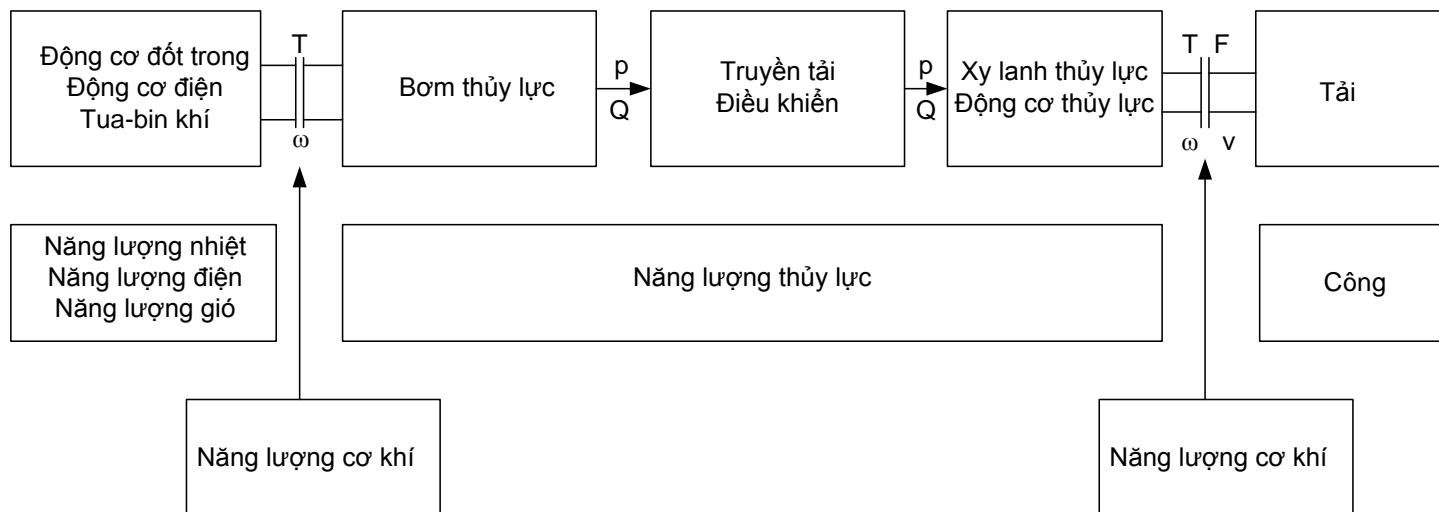 Động cơ đốt trong
Động cơ điện
Tua-bin khí
T
ω
Bơm thủy lực
p
Q
Truyền tải
Điều khiển
p
Q
Xy lanh thủy lực
Động cơ thủy lực
T F
ω v
Tải
Năng lượng nhiệt
Năng lượng điện
Năng lượng gió
Năng lượng thủy lực
Công
Năng lượng cơ khí
Năng lượng cơ khí